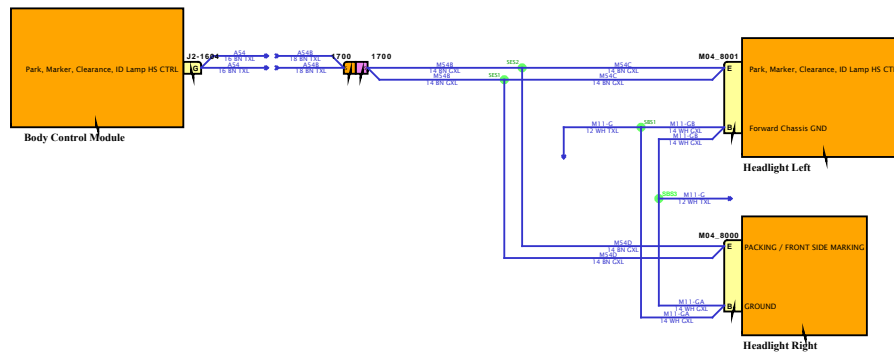 J2-1604
G
A54
16 BN TXL
A54
16 BN TXL
A54B
18 BN TXL
A54B
18 BN TXL
1700
1700
M54B
14 BN GXL
M54B
14 BN GXL
SES2
SES1
M54C
14 BN GXL
M54C
14 BN GXL
M04_8001
E
B
Park, Marker, Clearance, ID Lamp HS CTRL
Body Control Module
Park, Marker, Clearance, ID Lamp HS CTR
Forward Chassis GND
Headlight Left
M11-G
12 WH TXL
SBS1
M11-GB
14 WH GXL
M11-GB
14 WH GXL
M11-G
12 WH TXL
M54D
14 BN GXL
M54D
14 BN GXL
M04_8000
E
B
PACKING / FRONT SIDE MARKING
GROUND
M11-GA
14 WH GXL
M11-GA
14 WH GXL
Headlight Right